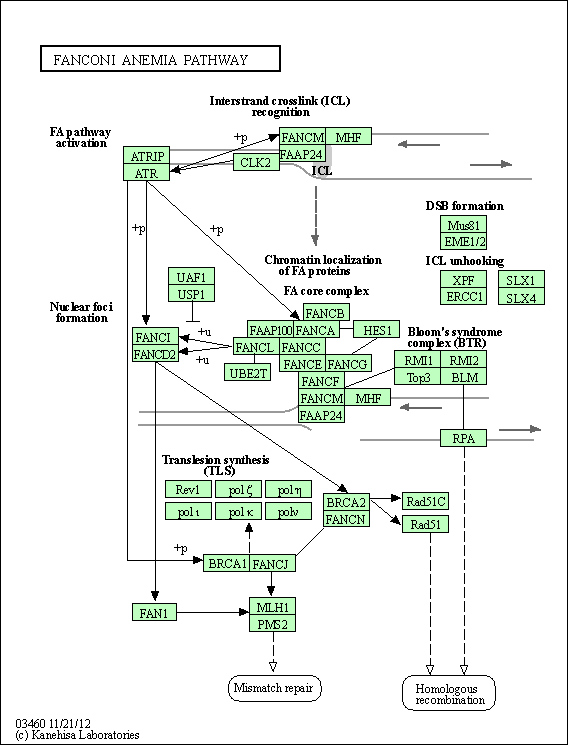 FANCONI ANEMIA PATHWAY
Interstrand crosslink (ICL)
recognition
FA pathway
activation
+p
FANCM MHF
ATRIP
CLK2
FAAP24
ATR
ICL
DSB formation
Mus81
EME1/2
+p
+p
Chromatin localization
of FA proteins
ICL unhooking
UAF1
USP1
XPF
SLX1
ERCC1
SLX4
FA core complex
Nuclear foci
formation
FANCB
+u
FAAP100 FANCA
HES1
Bloom's syndrome
complex (BTR)
FANCI
FANCD2
FANCL FANCC
+u
UBE2T
FANCE FANCG
RMI1 RMI2
Top3 BLM
FANCF
FANCM MHF
FAAP24
RPA
Translesion synthesis
(TLS)
Rev1 pol ζ pol η
pol ι pol κ polν
BRCA2
FANCN
Rad51C
Rad51
+p
BRCA1 FANCJ
FAN1
MLH1
PMS2
Mismatch repair
Homologous
recombination
03460 11/21/12
(c) Kanehisa Laboratories